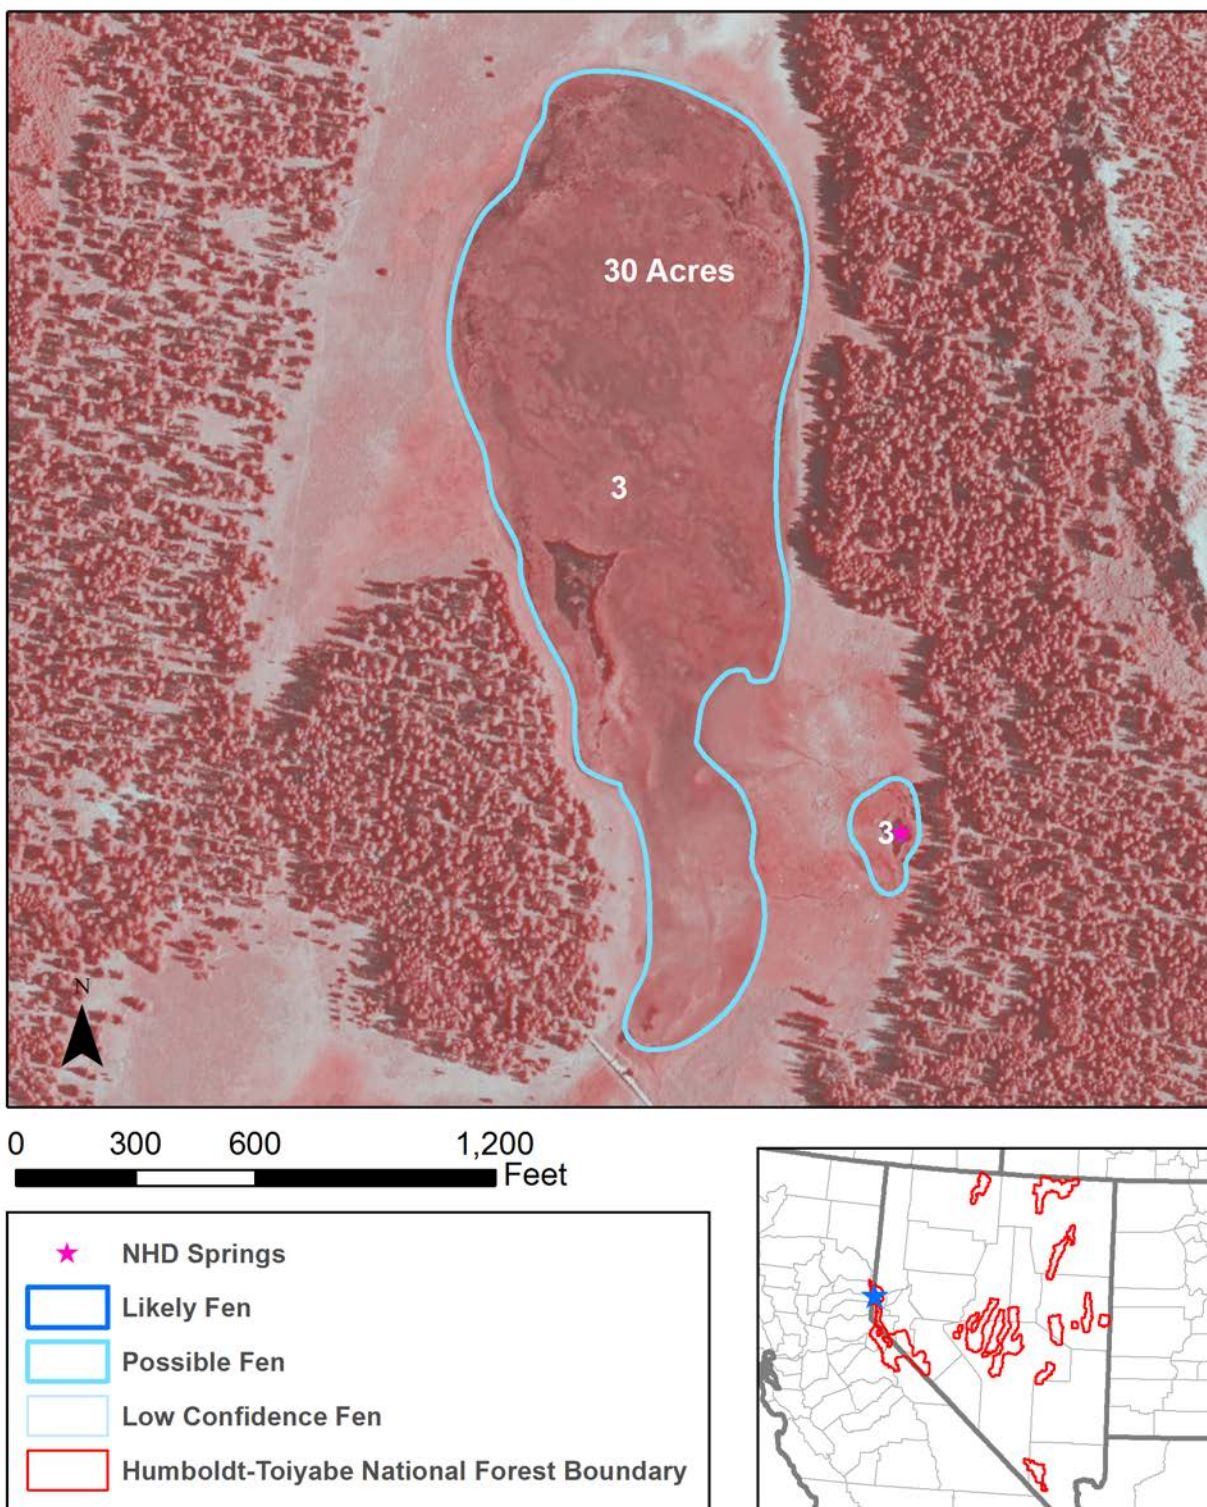 30 Acres
3
3
N
0 300 600 1,200
Feet
NHD Springs
Likely Fen
Possible Fen
Low Confidence Fen
Humboldt-Toiyabe National Forest Boundary